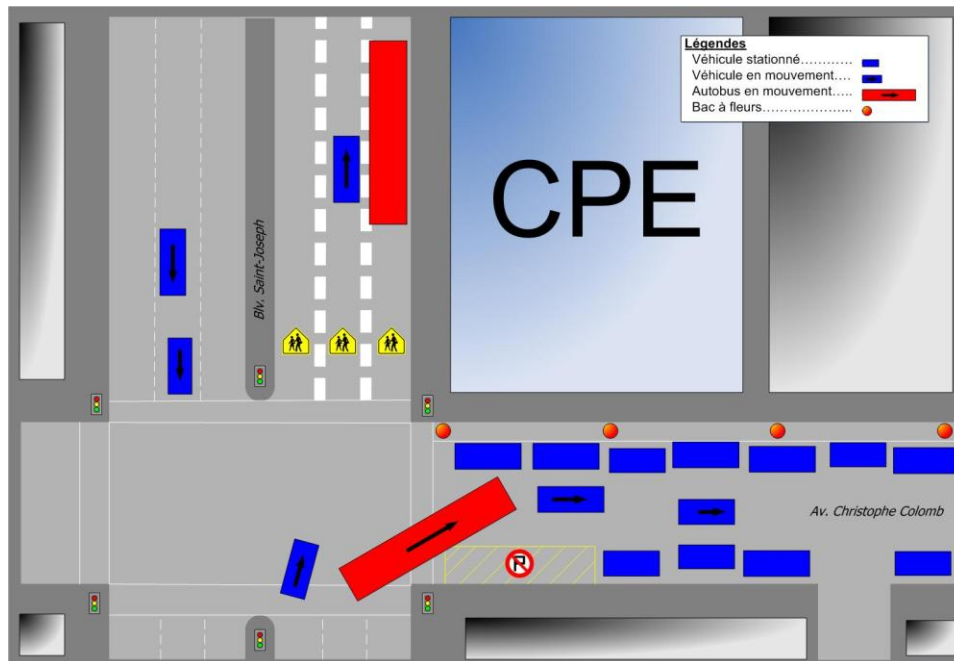 Légendes
Véhicule stationné............
Véhicule en mouvement....
Autobus en mouvement.....
Bac à fleurs......................
CPE
Blv. Saint-Joseph
Av. Christophe Colomb
P